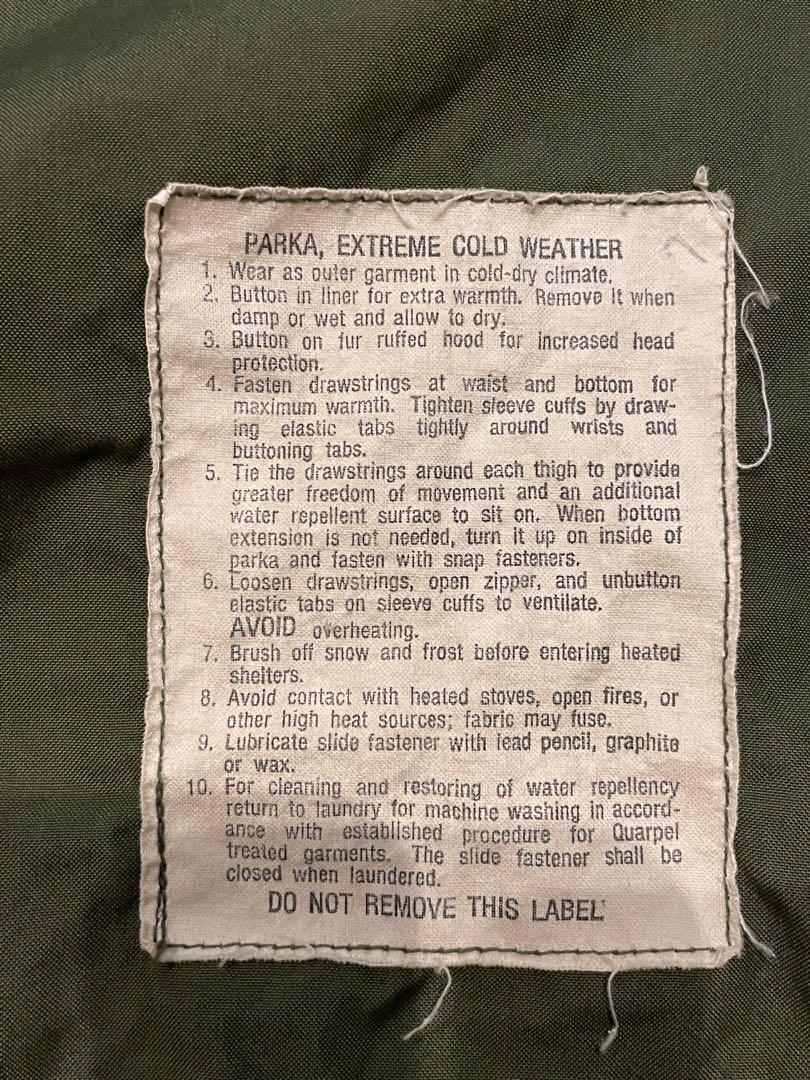 PARKA, EXTREME COLD WEATHER
1. Wear as outer garment in cold-dry climate.
2. Button in liner for extra warmth. Remove it when
damp or wet and allow to dry.
3. Button on fur ruffed hood for increased head
protection.
4. Fasten drawstrings at waist and bottom for
maximum warmth. Tighten sleeve cuffs by draw-
ing elastic tabs tightly around wrists and
buttoning tabs.
5. Tie the drawstrings around each thigh to provide
greater freedom of movement and an additional
water repellent surface to sit on. When bottom
extension is not needed, turn it up on inside of
parka and fasten with snap fasteners.
6. Loosen drawstrings, open zipper, and unbutton
elastic tabs on sleeve cuffs to ventilate.
AVOID overheating.
7. Brush off snow and frost before entering heated
shelters.
8. Avoid contact with heated stoves, open fires, or
other high heat sources; fabric may fuse.
9. Lubricate slide fastener with lead pencil, graphite
or wax.
10. For cleaning and restoring of water repellency
return to laundry for machine washing in accord-
ance with established procedure for Quarpel
treated garments. The slide fastener shall be
closed when laundered.
DO NOT REMOVE THIS LABEL